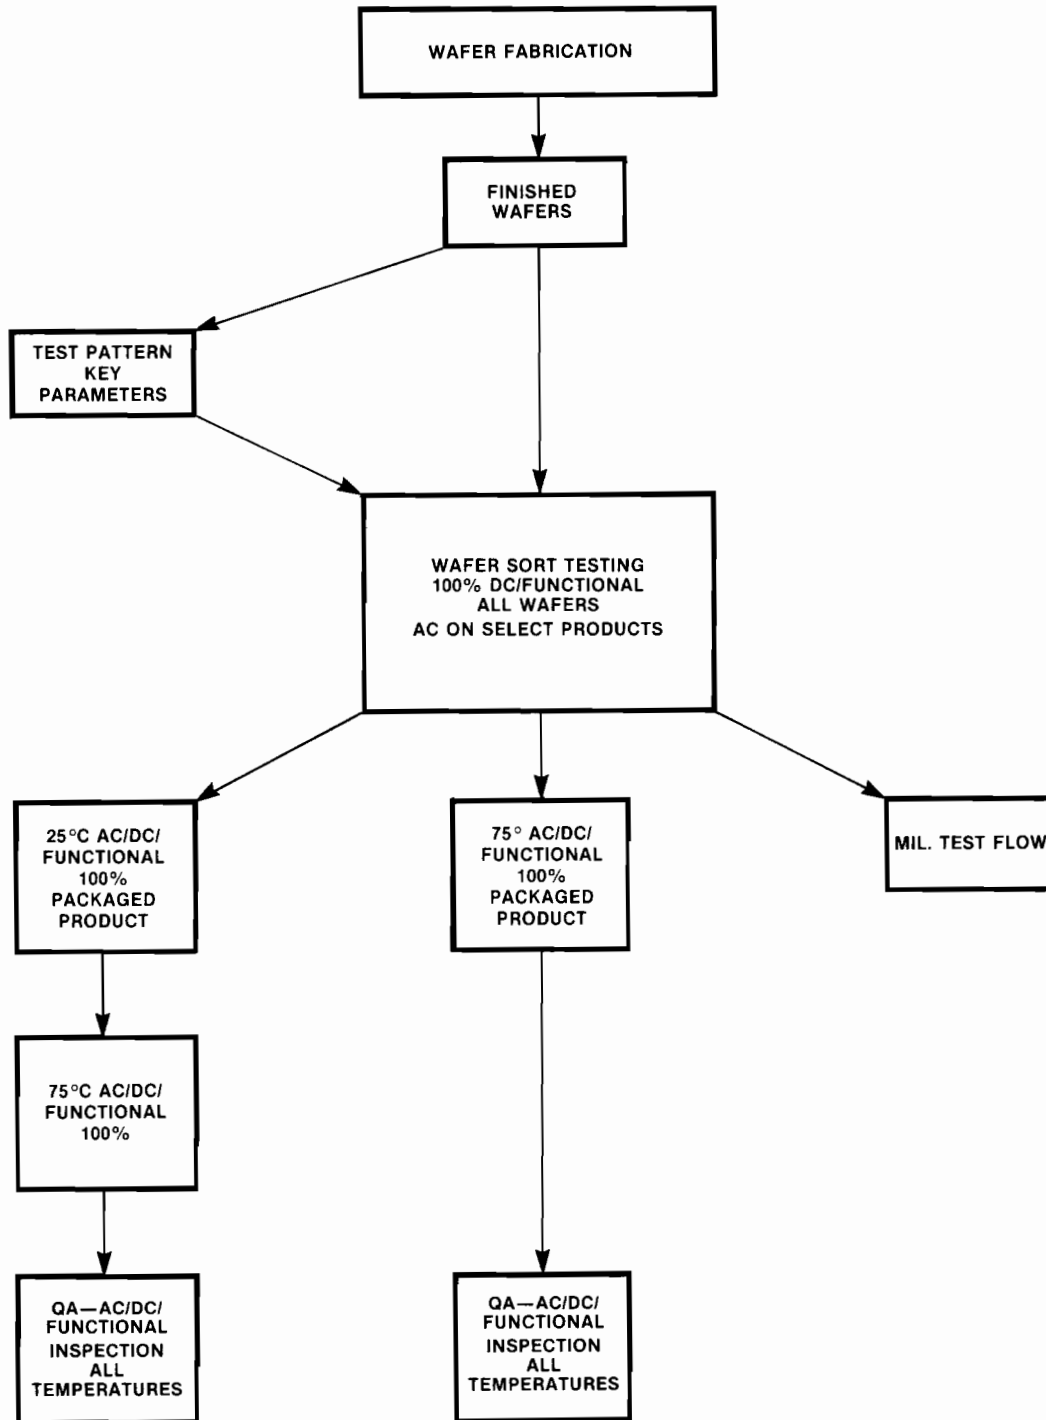 WAFER FABRICATION
FINISHED
WAFERS
TEST PATTERN
KEY
PARAMETERS
WAFER SORT TESTING
100% DC/FUNCTIONAL
ALL WAFERS
AC ON SELECT PRODUCTS
25°C AC/DC/
FUNCTIONAL
100%
PACKAGED
PRODUCT
75° AC/DC/
FUNCTIONAL
100%
PACKAGED
PRODUCT
MIL. TEST FLOW
75°C AC/DC/
FUNCTIONAL
100%
QA—AC/DC/
FUNCTIONAL
INSPECTION
ALL
TEMPERATURES
QA—AC/DC/
FUNCTIONAL
INSPECTION
ALL
TEMPERATURES